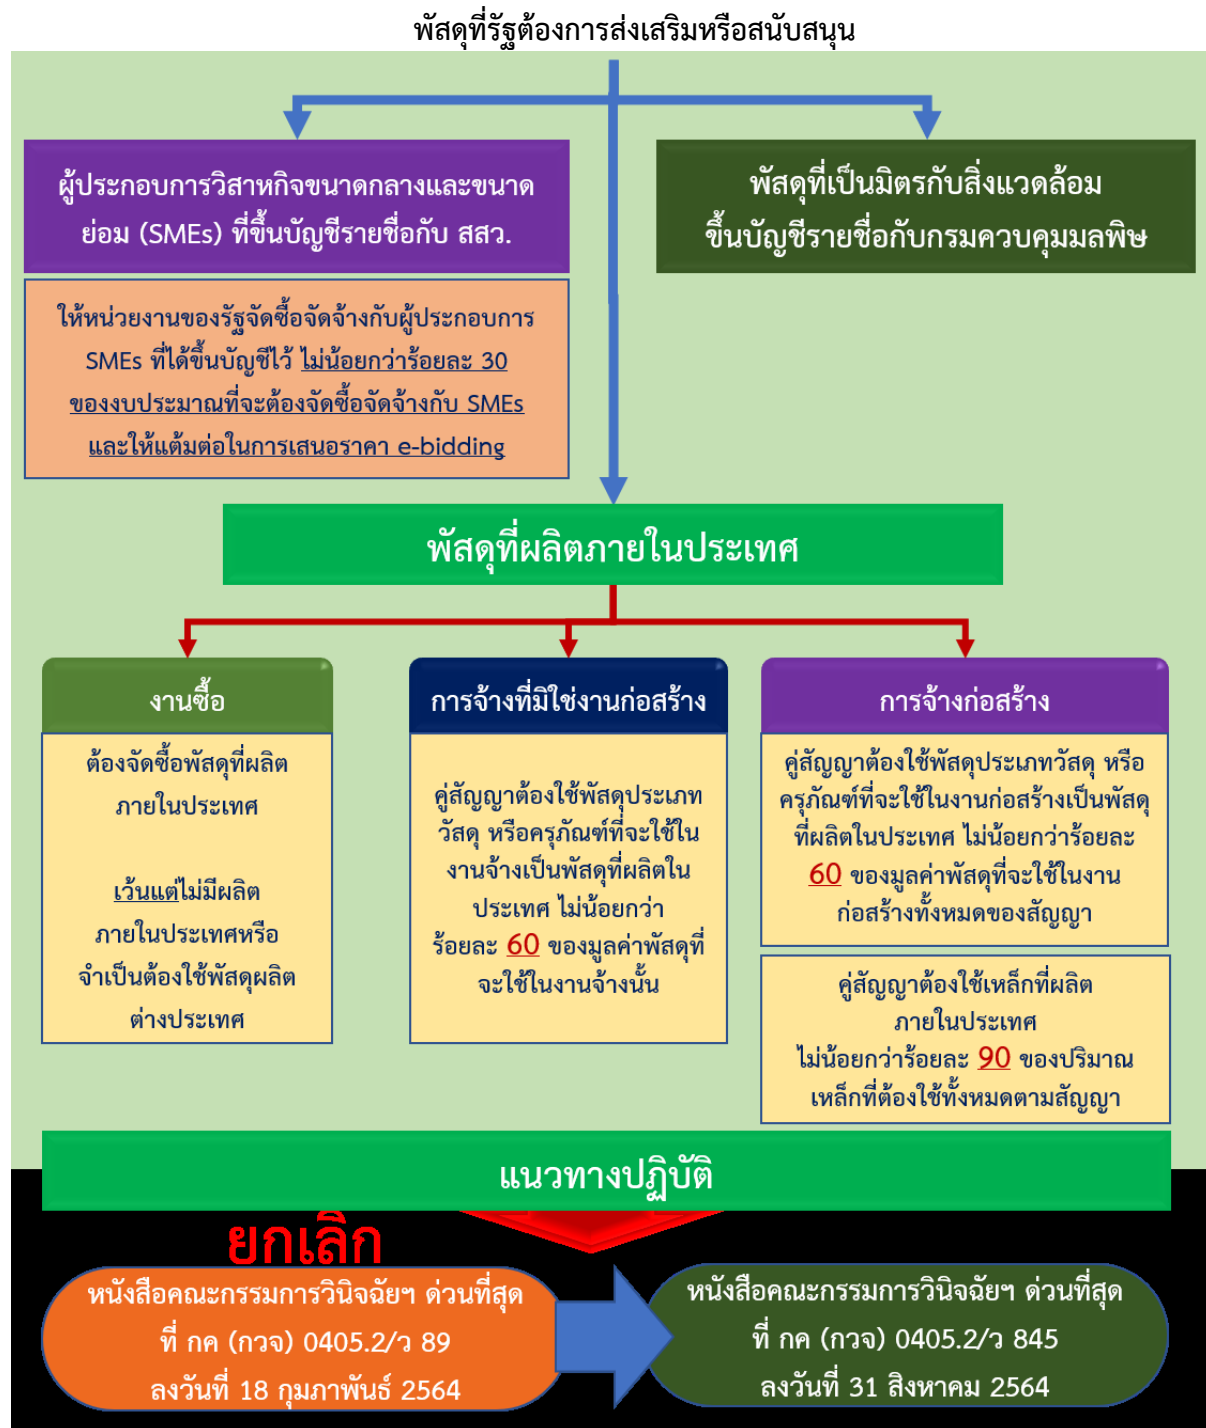 พัสดุที่รัฐต้องการส่งเสริมหรือสนับสนุน
ผู้ประกอบการวิสาหกิจขนาดกลางและขนาด
ย่อม (SMEs) ที่ขึ้นบัญชีรายชื่อกับ สสว.
พัสดุที่เป็นมิตรกับสิ่งแวดล้อม
ขึ้นบัญชีรายชื่อกับกรมควบคุมมลพิษ
ให้หน่วยงานของรัฐจัดซื้อจัดจ้างกับผู้ประกอบการ
SMEs ที่ได้ขึ้นบัญชีไว้ ไม่น้อยกว่าร้อยละ 30
ของงบประมาณที่จะต้องจัดซื้อจัดจ้างกับ SMEs
และให้แต้มต่อในการเสนอราคา e-bidding
พัสดุที่ผลิตภายในประเทศ
งานซื้อ
ต้องจัดซื้อพัสดุที่ผลิต
ภายในประเทศ
เว้นแต่ไม่มีผลิต
ภายในประเทศหรือ
จำเป็นต้องใช้พัสดุผลิต
ต่างประเทศ
การจ้างที่มิใช่งานก่อสร้าง
คู่สัญญาต้องใช้พัสดุประเภท
วัสดุ หรือครุภัณฑ์ที่จะใช้ใน
งานจ้างเป็นพัสดุที่ผลิตใน
ประเทศ ไม่น้อยกว่า
ร้อยละ 60 ของมูลค่าพัสดุที่
จะใช้ในงานจ้างนั้น
การจ้างก่อสร้าง
คู่สัญญาต้องใช้พัสดุประเภทวัสดุ หรือ
ครุภัณฑ์ที่จะใช้ในงานก่อสร้างเป็นพัสดุ
ที่ผลิตในประเทศ ไม่น้อยกว่าร้อยละ
60 ของมูลค่าพัสดุที่จะใช้ในงาน
ก่อสร้างทั้งหมดของสัญญา
คู่สัญญาต้องใช้เหล็กที่ผลิต
ภายในประเทศ
ไม่น้อยกว่าร้อยละ 90 ของปริมาณ
เหล็กที่ต้องใช้ทั้งหมดตามสัญญา
แนวทางปฏิบัติ
ยกเลิก
หนังสือคณะกรรมการวินิจฉัยฯ ด่วนที่สุด
ที่ กค (กวจ) 0405.2/ว 89
ลงวันที่ 18 กุมภาพันธ์ 2564
หนังสือคณะกรรมการวินิจฉัยฯ ด่วนที่สุด
ที่ กค (กวจ) 0405.2/ว 845
ลงวันที่ 31 สิงหาคม 2564